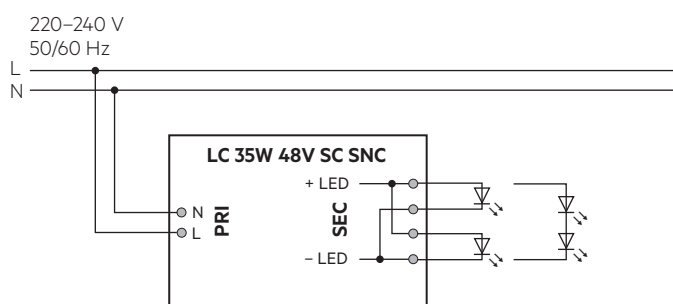 220–240 V
50/60 Hz
L
N
LC 35W 48V SC SNC
+ LED
N
L
PRI
SEC
– LED